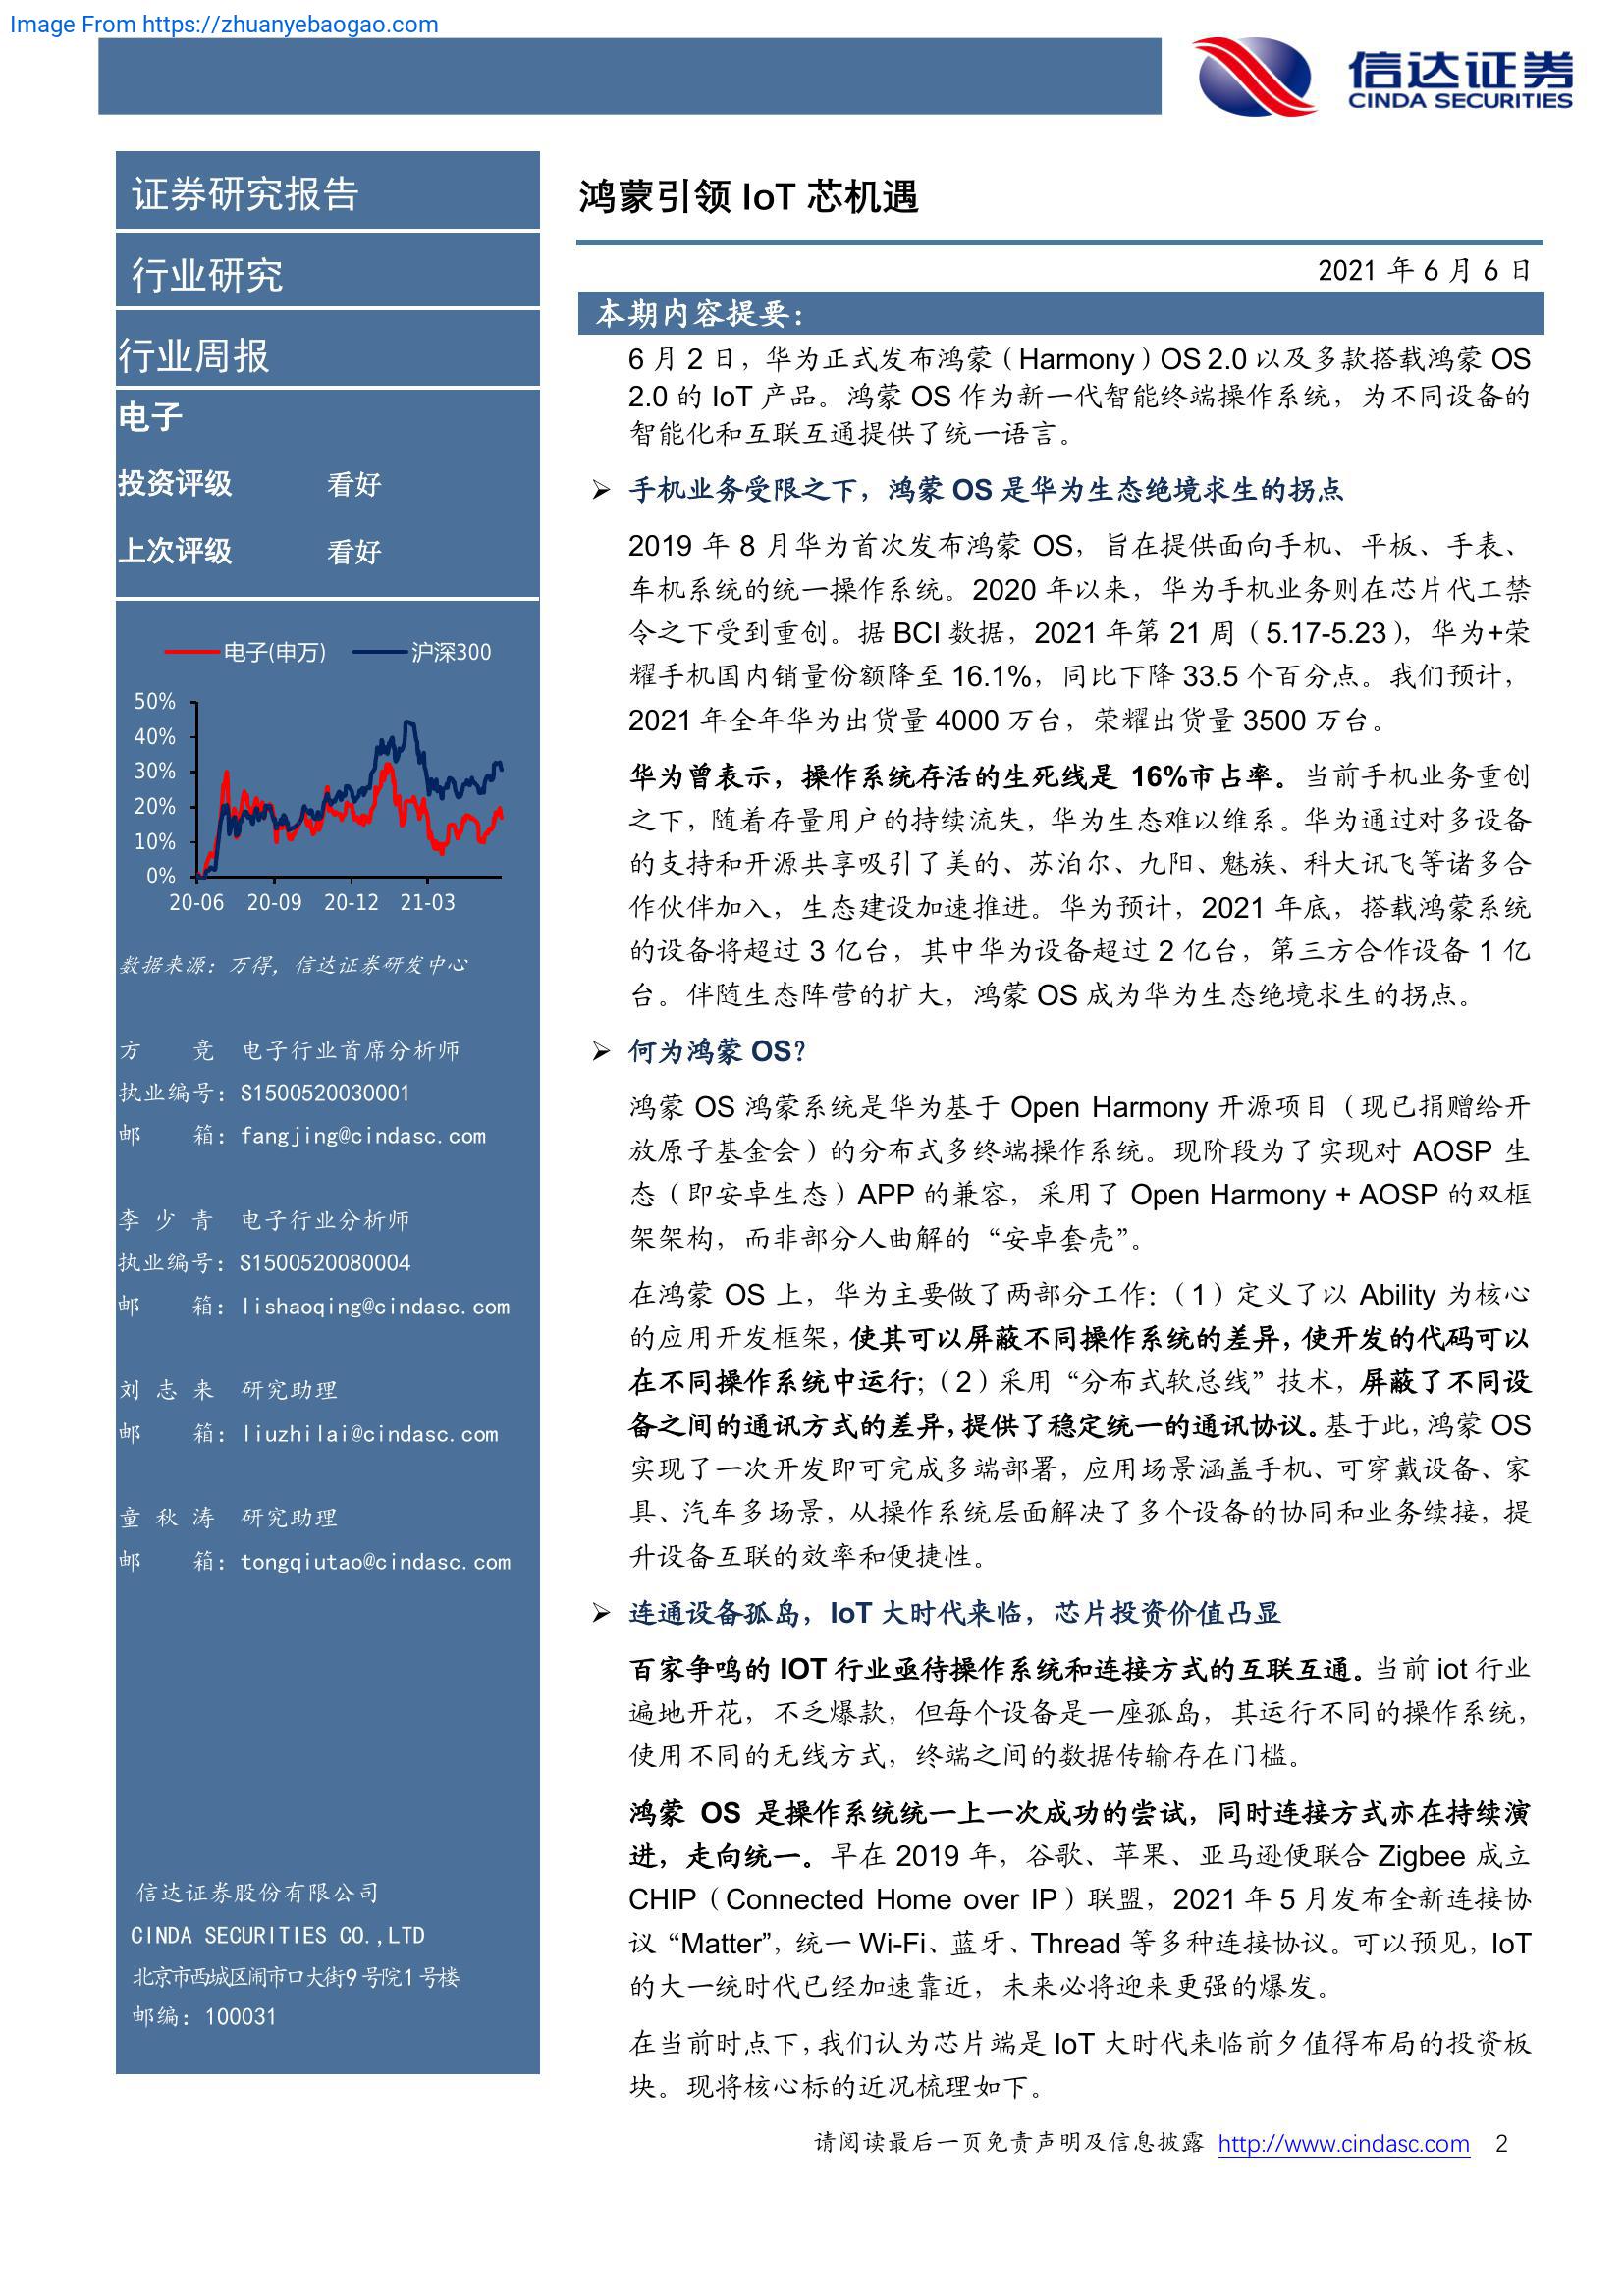 Image From https://zhuanyebaogao.com
信达证券
CINDA SECURITIES
证券研究报告
行业研究
行业周报
电子
投资评级 看好
上次评级 看好
电子(申万) 沪深300
50%
40%
30%
20%
10%
0%
20-06 20-09 20-12 21-03
数据来源：万得，信达证券研发中心
方 竞 电子行业首席分析师
执业编号：S1500520030001
邮 箱：fangjing@cindasc.com
李 少 青 电子行业分析师
执业编号：S1500520080004
邮 箱：lishaoqing@cindasc.com
刘 志 来 研究助理
邮 箱：liuzhilai@cindasc.com
童 秋 涛 研究助理
邮 箱：tongqiutao@cindasc.com
信达证券股份有限公司
CINDA SECURITIES CO.,LTD
北京市西城区闹市口大街9号院1号楼
邮编：100031
鸿蒙引领 IoT 芯机遇
2021 年 6 月 6 日
本期内容提要：
6 月 2 日，华为正式发布鸿蒙（Harmony）OS 2.0 以及多款搭载鸿蒙 OS
2.0 的 IoT 产品。鸿蒙 OS 作为新一代智能终端操作系统，为不同设备的
智能化和互联互通提供了统一语言。
➢ 手机业务受限之下，鸿蒙 OS 是华为生态绝境求生的拐点
2019 年 8 月华为首次发布鸿蒙 OS，旨在提供面向手机、平板、手表、
车机系统的统一操作系统。2020 年以来，华为手机业务则在芯片代工禁
令之下受到重创。据 BCI 数据，2021 年第 21 周（5.17-5.23），华为+荣
耀手机国内销量份额降至 16.1%，同比下降 33.5 个百分点。我们预计，
2021 年全年华为出货量 4000 万台，荣耀出货量 3500 万台。
华为曾表示，操作系统存活的生死线是 16%市占率。当前手机业务重创
之下，随着存量用户的持续流失，华为生态难以维系。华为通过对多设备
的支持和开源共享吸引了美的、苏泊尔、九阳、魅族、科大讯飞等诸多合
作伙伴加入，生态建设加速推进。华为预计，2021 年底，搭载鸿蒙系统
的设备将超过 3 亿台，其中华为设备超过 2 亿台，第三方合作设备 1 亿
台。伴随生态阵营的扩大，鸿蒙 OS 成为华为生态绝境求生的拐点。
➢ 何为鸿蒙 OS？
鸿蒙 OS 鸿蒙系统是华为基于 Open Harmony 开源项目（现已捐赠给开
放原子基金会）的分布式多终端操作系统。现阶段为了实现对 AOSP 生
态（即安卓生态）APP 的兼容，采用了 Open Harmony + AOSP 的双框
架架构，而非部分人曲解的“安卓套壳”。
在鸿蒙 OS 上，华为主要做了两部分工作：（1）定义了以 Ability 为核心
的应用开发框架，使其可以屏蔽不同操作系统的差异，使开发的代码可以
在不同操作系统中运行；（2）采用“分布式软总线”技术，屏蔽了不同设
备之间的通讯方式的差异，提供了稳定统一的通讯协议。基于此，鸿蒙 OS
实现了一次开发即可完成多端部署，应用场景涵盖手机、可穿戴设备、家
具、汽车多场景，从操作系统层面解决了多个设备的协同和业务续接，提
升设备互联的效率和便捷性。
➢ 连通设备孤岛，IoT 大时代来临，芯片投资价值凸显
百家争鸣的 IOT 行业亟待操作系统和连接方式的互联互通。当前 iot 行业
遍地开花，不乏爆款，但每个设备是一座孤岛，其运行不同的操作系统，
使用不同的无线方式，终端之间的数据传输存在门槛。
鸿蒙 OS 是操作系统统一上一次成功的尝试，同时连接方式亦在持续演
进，走向统一。早在 2019 年，谷歌、苹果、亚马逊便联合 Zigbee 成立
CHIP（Connected Home over IP）联盟，2021 年 5 月发布全新连接协
议“Matter”，统一 Wi-Fi、蓝牙、Thread 等多种连接协议。可以预见，IoT
的大一统时代已经加速靠近，未来必将迎来更强的爆发。
在当前时点下，我们认为芯片端是 IoT 大时代来临前夕值得布局的投资板
块。现将核心标的近况梳理如下。
请阅读最后一页免责声明及信息披露 http://www.cindasc.com 2